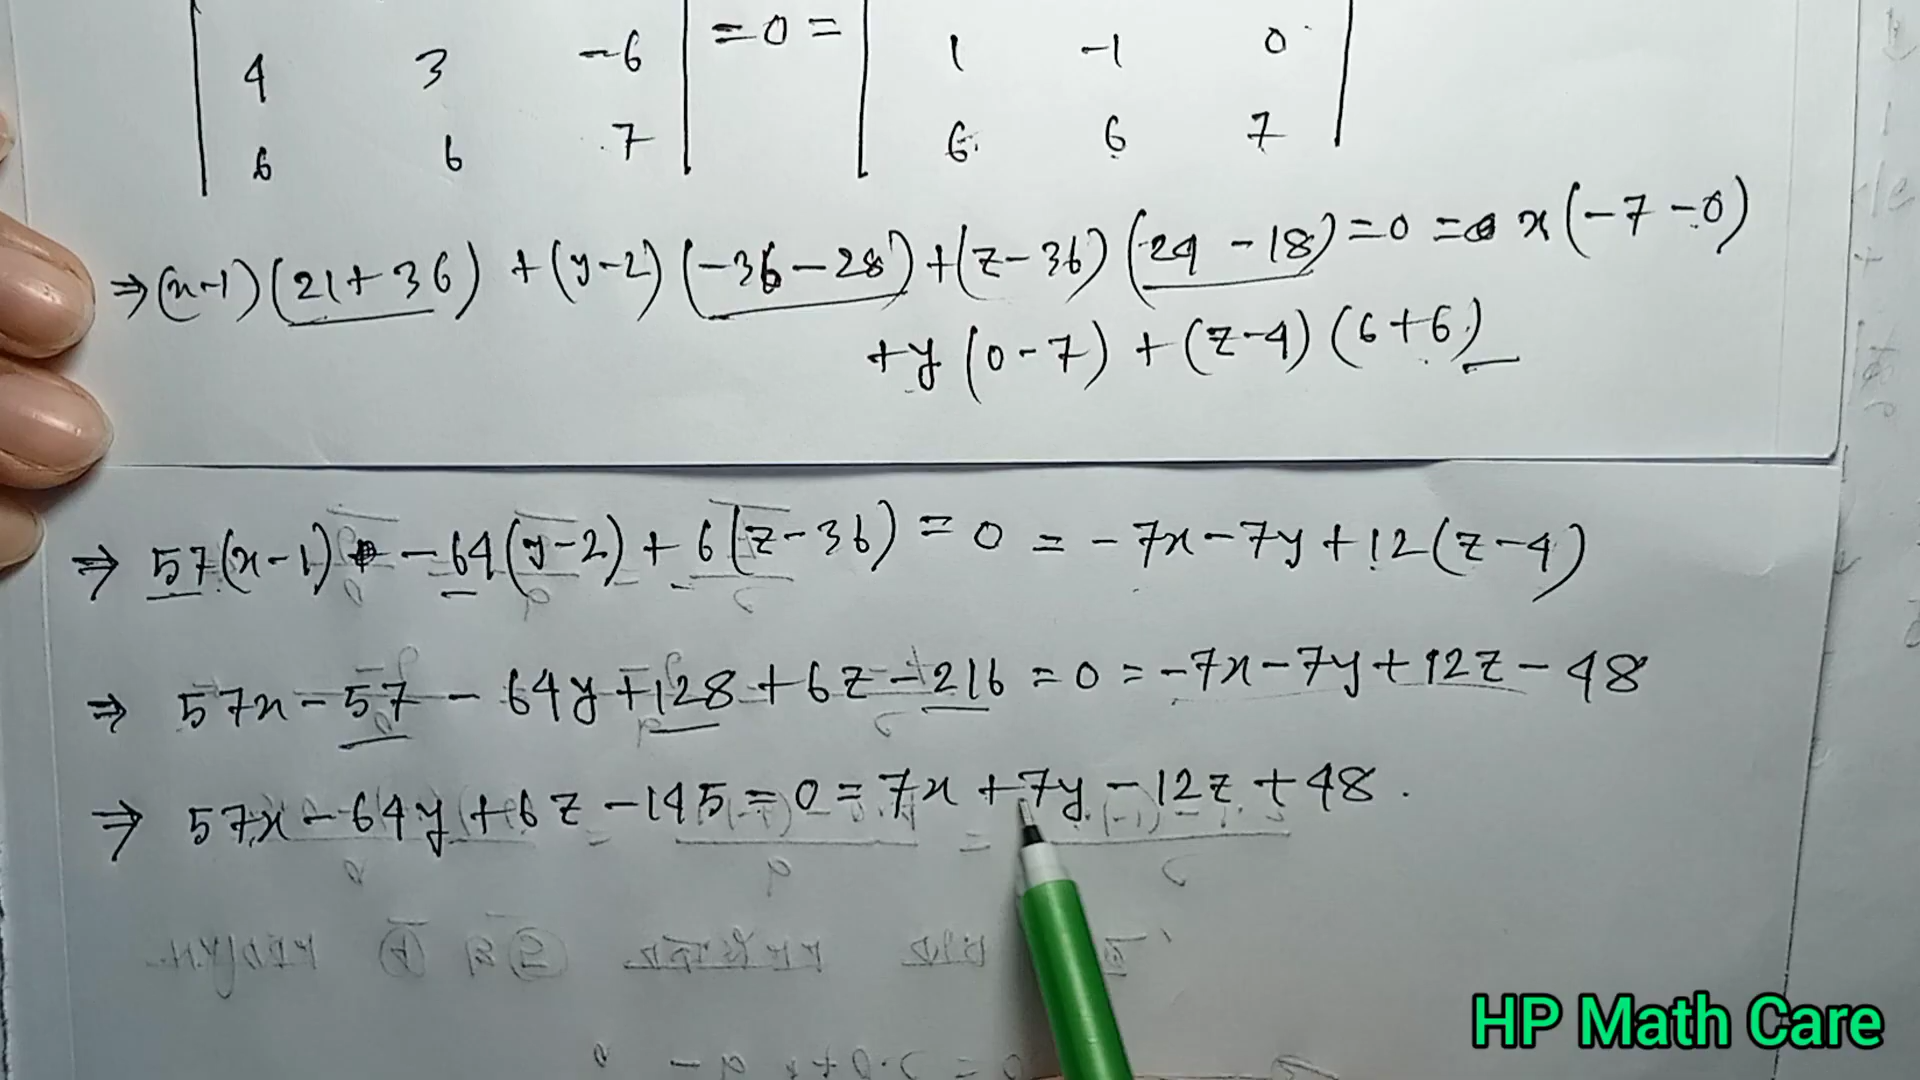 | 4 3 -6 | = 0 = | 1 -1 0 |
| 6 6 7 | | 6 6 7 |
⇒ (x-1) (21+36) + (y-2) (-36-28) + (z-36) (24-18) = 0 = x (-7-0)
+y (0-7) + (z-4) (6+6)
⇒ 57(x-1) - 64(y-2) + 6(z-36) = 0 = -7x-7y+12(z-4)
⇒ 57x-57 - 64y+128+6z-216 = 0 = -7x-7y+12z-48
⇒ 57x-64y+6z-145=0=7x+7y-12z+48.
HP Math Care